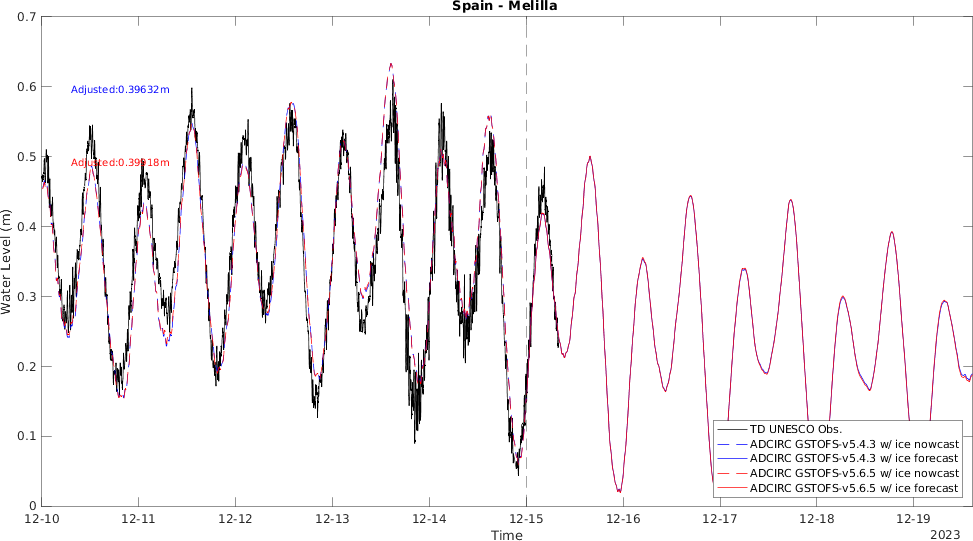 Spain - Melilla
0.7
0.6
0.5
0.4
0.3
0.2
0.1
0
Water Level (m)
Adjusted:0.39632m
Adjusted:0.39918m
TD UNESCO Obs.
ADCIRC GSTOFS-v5.4.3 w/ ice nowcast
ADCIRC GSTOFS-v5.4.3 w/ ice forecast
ADCIRC GSTOFS-v5.6.5 w/ ice nowcast
ADCIRC GSTOFS-v5.6.5 w/ ice forecast
12-10 12-11 12-12 12-13 12-14 12-15 12-16 12-17 12-18 12-19
Time
2023